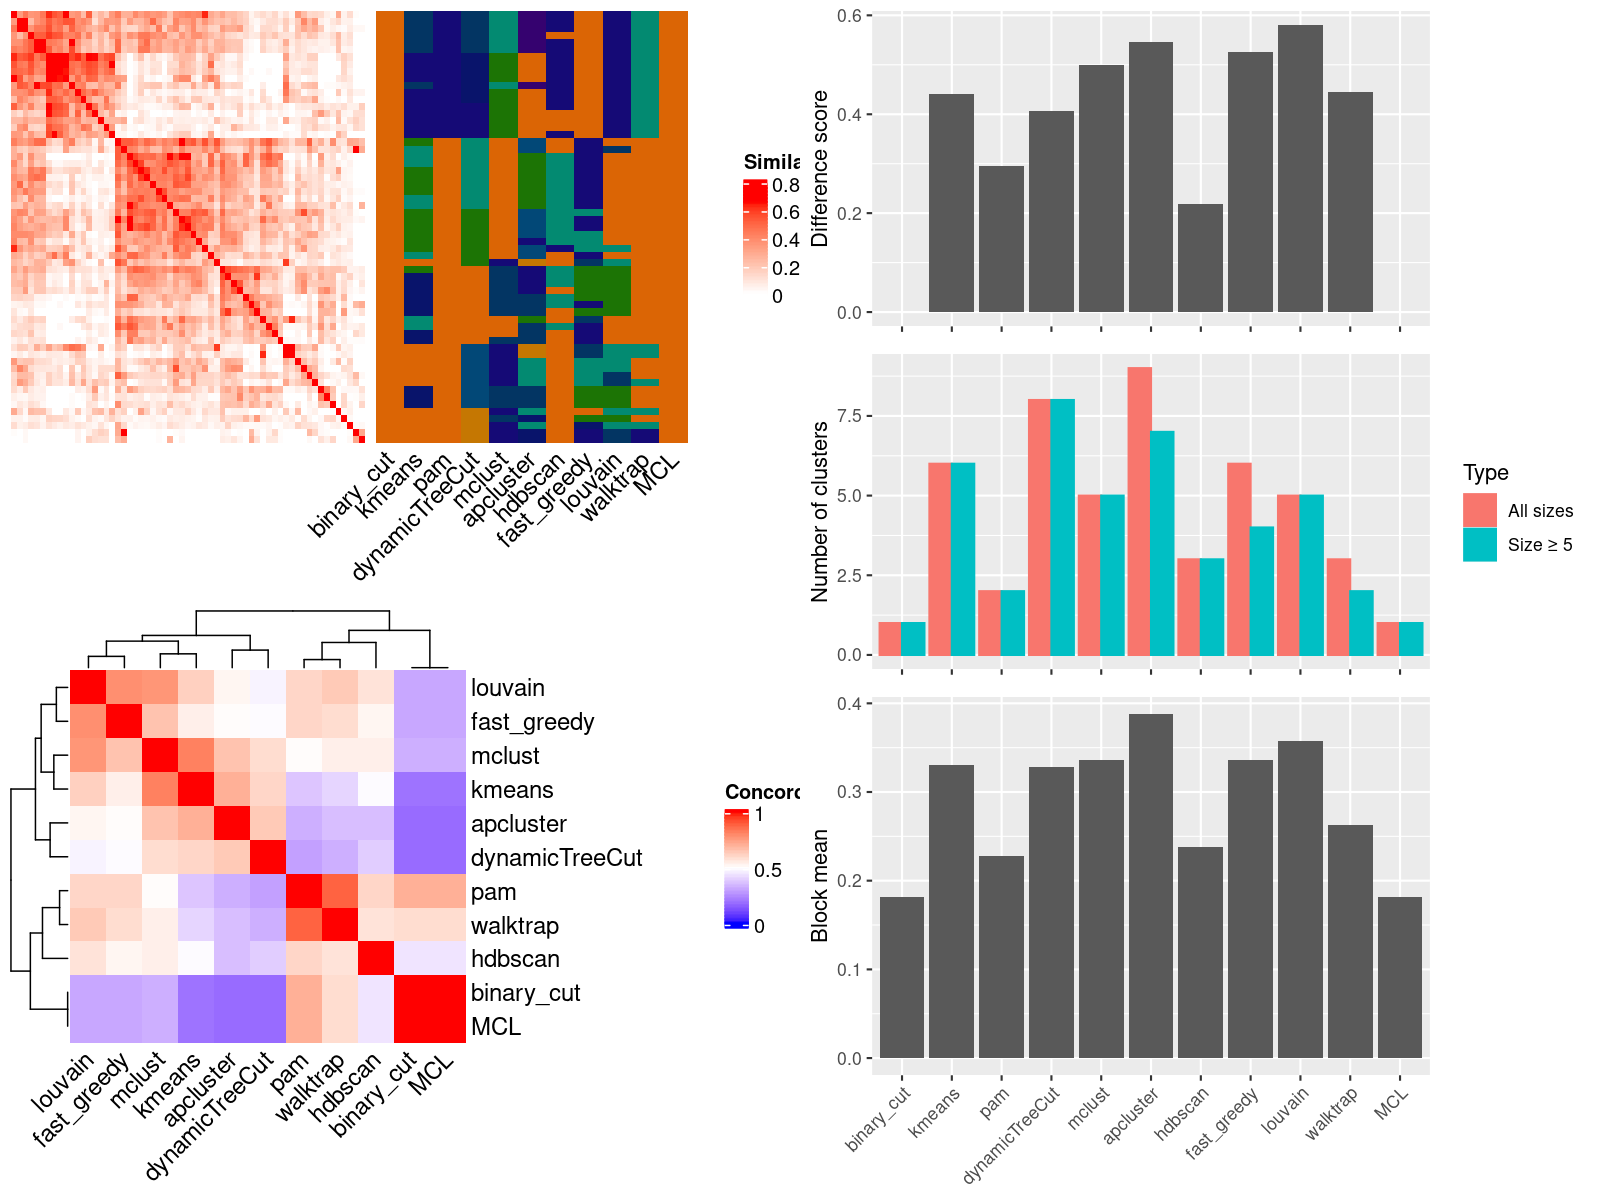 Simila
0.8
0.6
0.4
0.2
0
binary_cut
kmeans
pam
dynamicTreeCut
mclust
apcluster
hdbscan
fast_greedy
louvain
walktrap
MCL
louvain
fast_greedy
mclust
kmeans
apcluster
dynamicTreeCut
pam
walktrap
hdbscan
binary_cut
MCL
louvain
fast_greedy
mclust
kmeans
apcluster
dynamicTreeCut
pam
walktrap
hdbscan
binary_cut
MCL
Concord
1
0.5
0
Difference score
0.6
0.4
0.2
0.0
Number of clusters
7.5
5.0
2.5
0.0
Type
All sizes
Size ≥ 5
Block mean
0.4
0.3
0.2
0.1
0.0
binary_cut
kmeans
pam
dynamicTreeCut
mclust
apcluster
hdbscan
fast_greedy
louvain
walktrap
MCL